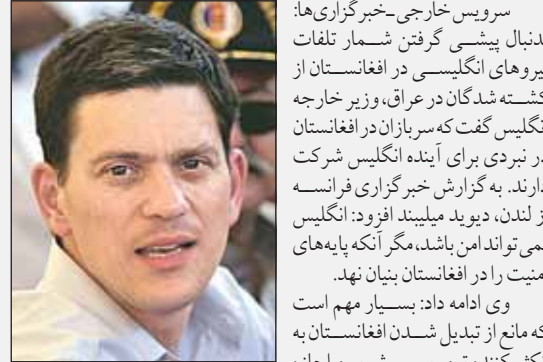 سرویس خارجی_خبرگزاری‌ها:
بدنبال پیشی گرفتن شمار تلفات
نیروهای انگلیسی در افغانستان از
کشته شدگان در عراق، وزیر خارجه
انگلیس گفت که سربازان در افغانستان
در نبردی برای آینده انگلیس شرکت
دارند. به گزارش خبرگزاری فرانسه
از لندن، دیوید میلیبند افزود: انگلیس
نمی تواند امن باشد، مگر آنکه پایه‌های
امنیت را در افغانستان بنیان نهد.
وی ادامه داد: بسیار مهم است
که مانع از تبدیل شدن افغانستان به